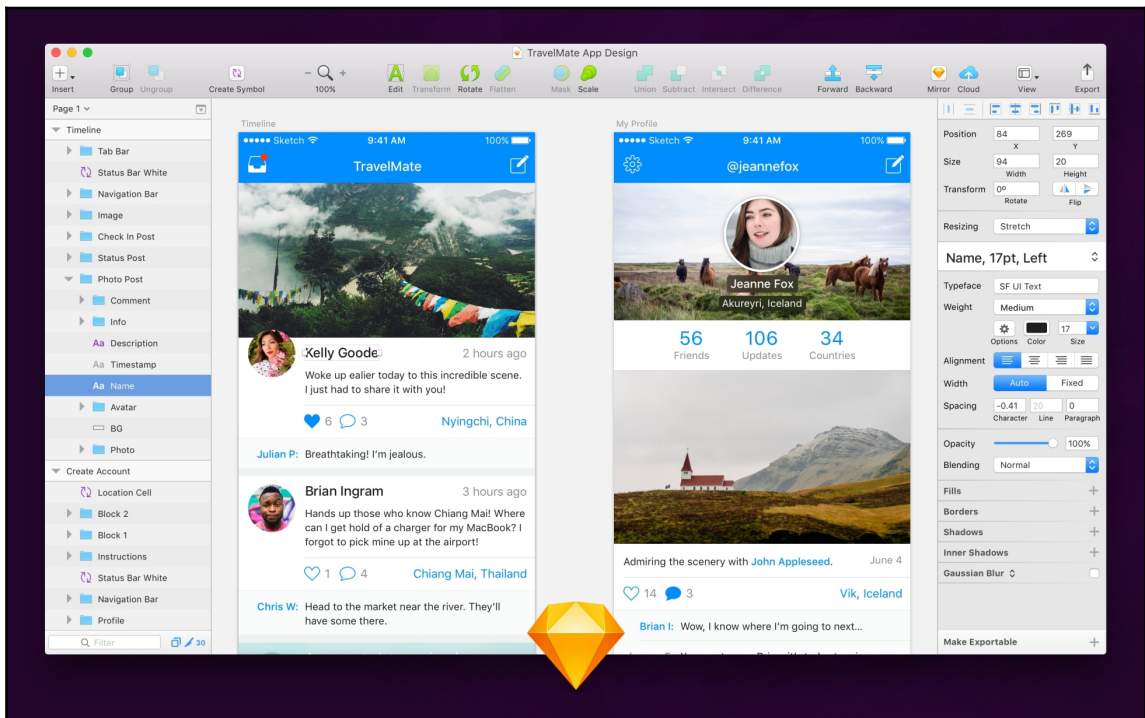 TravelMate App Design
Insert
Group Ungroup
Create Symbol
- +
100%
Edit Transform Rotate Flatten
Mask Scale
Union Subtract Intersect Difference
Forward Backward
Mirror Cloud
View
Export
Page 1
Timeline
Tab Bar
Status Bar White
Navigation Bar
Image
Check In Post
Status Post
Photo Post
Comment
Info
Aa Description
Aa Timestamp
Aa Name
Avatar
BG
Photo
Create Account
Location Cell
Block 2
Block 1
Instructions
Status Bar White
Navigation Bar
Profile
Filter
30
Timeline
Sketch 9:41 AM 100%
TravelMate
Kelly Goode 2 hours ago
Woke up ealier today to this incredible scene.
I just had to share it with you!
6 3 Nyingchi, China
Julian P: Breathtaking! I'm jealous.
Brian Ingram 3 hours ago
Hands up those who know Chiang Mai! Where
can I get hold of a charger for my MacBook? I
forgot to pick mine up at the airport!
1 4 Chiang Mai, Thailand
Chris W: Head to the market near the river. They'll
have some there.
My Profile
Sketch 9:41 AM 100%
@jeannefox
Jeanne Fox
Akureyri, Iceland
56 106 34
Friends Updates Countries
Admiring the scenery with John Appleseed. June 4
14 3 Vik, Iceland
Brian I: Wow, I know where I'm going to next...
Position 84 269
X Y
Size 94 20
Width Height
Transform 0º
Rotate Flip
Resizing Stretch
Name, 17pt, Left
Typeface SF UI Text
Weight Medium
17
Options Color Size
Alignment
Width Auto Fixed
Spacing -0.41 20 0
Character Line Paragraph
Opacity 100%
Blending Normal
Fills +
Borders +
Shadows +
Inner Shadows +
Gaussian Blur
Make Exportable +